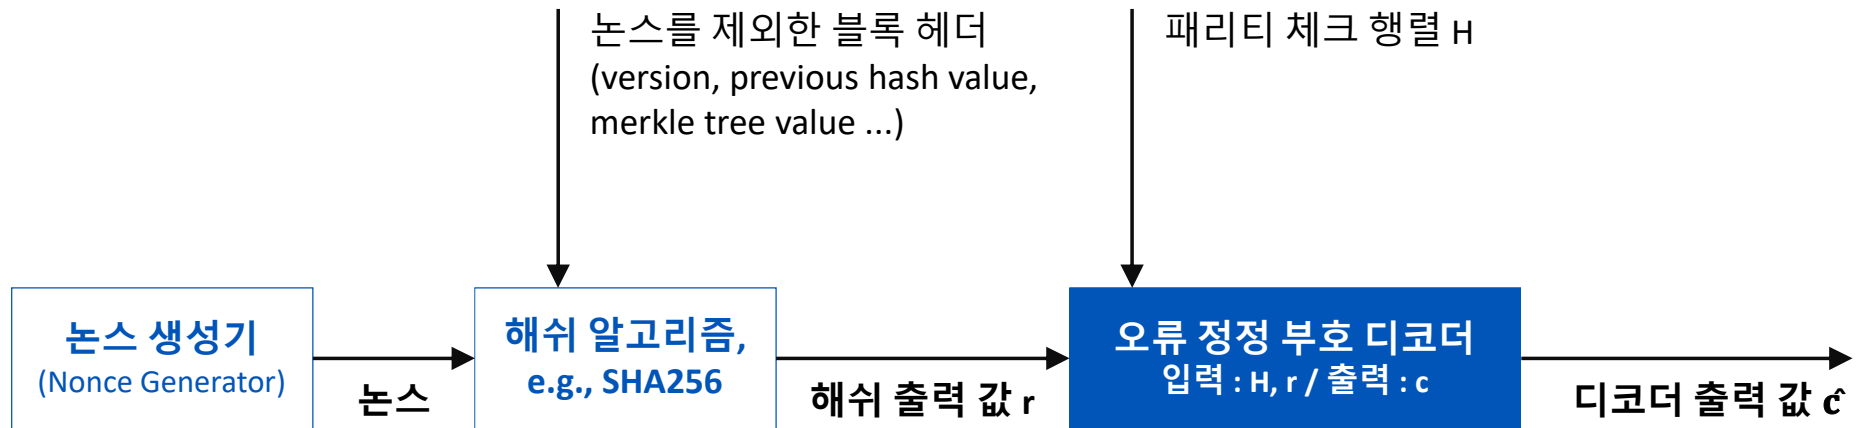 논스를 제외한 블록 헤더
(version, previous hash value,
merkle tree value ...)
패리티 체크 행렬 H
논스 생성기
(Nonce Generator)
논스
해쉬 알고리즘,
e.g., SHA256
해쉬 출력 값 r
오류 정정 부호 디코더
입력 : H, r / 출력 : c
디코더 출력 값 ĉ